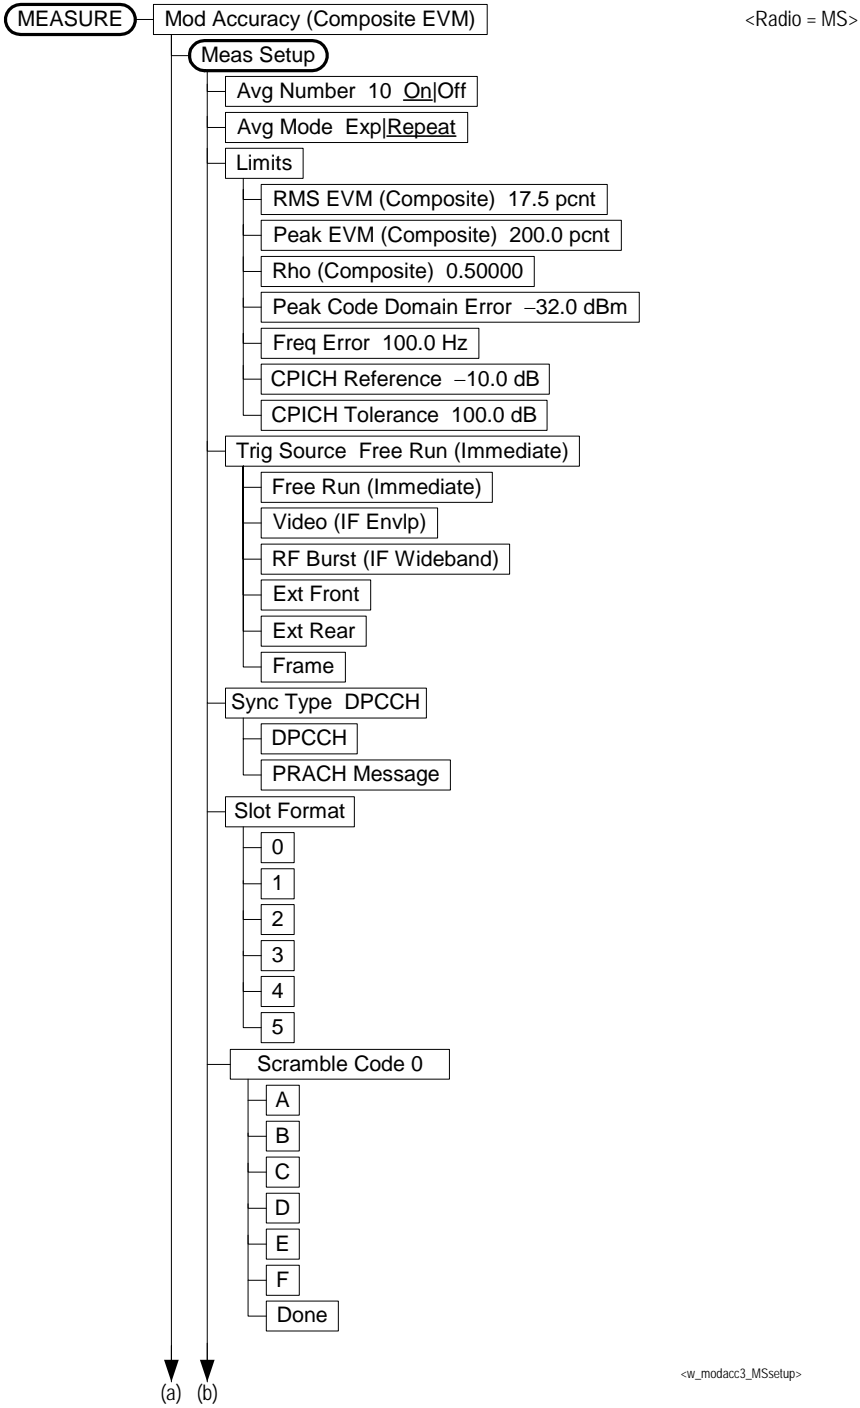 MEASURE Mod Accuracy (Composite EVM) <Radio = MS>
Meas Setup
Avg Number 10 On|Off
Avg Mode Exp|Repeat
Limits
RMS EVM (Composite) 17.5 pcnt
Peak EVM (Composite) 200.0 pcnt
Rho (Composite) 0.50000
Peak Code Domain Error –32.0 dBm
Freq Error 100.0 Hz
CPICH Reference –10.0 dB
CPICH Tolerance 100.0 dB
Trig Source Free Run (Immediate)
Free Run (Immediate)
Video (IF Envlp)
RF Burst (IF Wideband)
Ext Front
Ext Rear
Frame
Sync Type DPCCH
DPCCH
PRACH Message
Slot Format
0
1
2
3
4
5
Scramble Code 0
A
B
C
D
E
F
Done
<w_modacc3_MSsetup>
(a) (b)